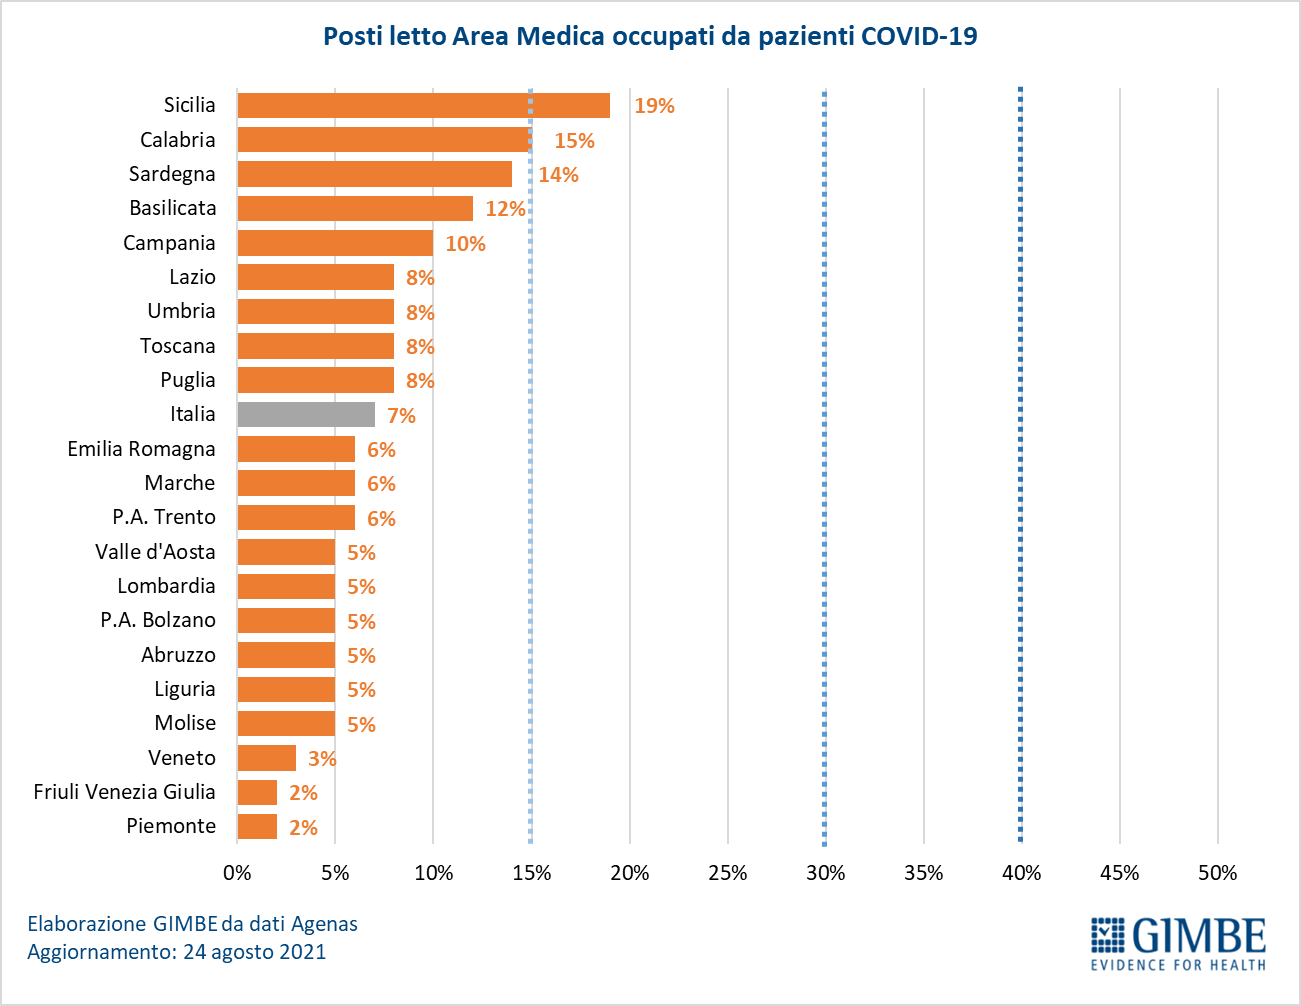 Posti letto Area Medica occupati da pazienti COVID-19
Sicilia 19%
Calabria 15%
Sardegna 14%
Basilicata 12%
Campania 10%
Lazio 8%
Umbria 8%
Toscana 8%
Puglia 8%
Italia 7%
Emilia Romagna 6%
Marche 6%
P.A. Trento 6%
Valle d'Aosta 5%
Lombardia 5%
P.A. Bolzano 5%
Abruzzo 5%
Liguria 5%
Molise 5%
Veneto 3%
Friuli Venezia Giulia 2%
Piemonte 2%
0% 5% 10% 15% 20% 25% 30% 35% 40% 45% 50%
Elaborazione GIMBE da dati Agenas
Aggiornamento: 24 agosto 2021
GIMBE
EVIDENCE FOR HEALTH